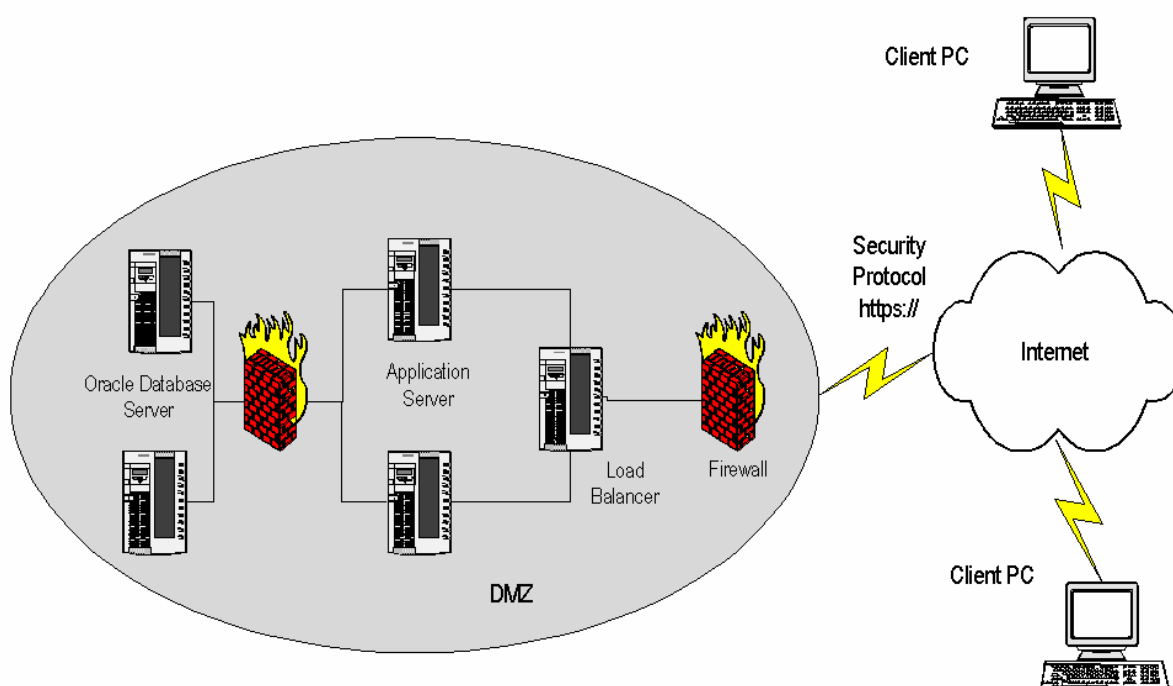 Client PC
Security
Protocol
https://
Internet
Oracle Database
Server
Application
Server
Load
Balancer
Firewall
DMZ
Client PC